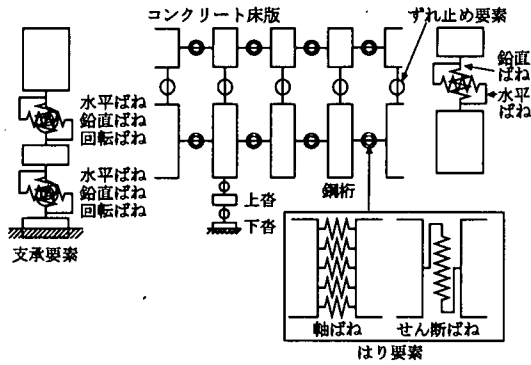 コンクリート床版
ずれ止め要素
鉛直
ばね
水平
ばね
水平ばね
鉛直ばね
回転ばね
水平ばね
鉛直ばね
回転ばね
支承要素
上沓
下沓
鋼桁
軸ばね
せん断ばね
はり要素